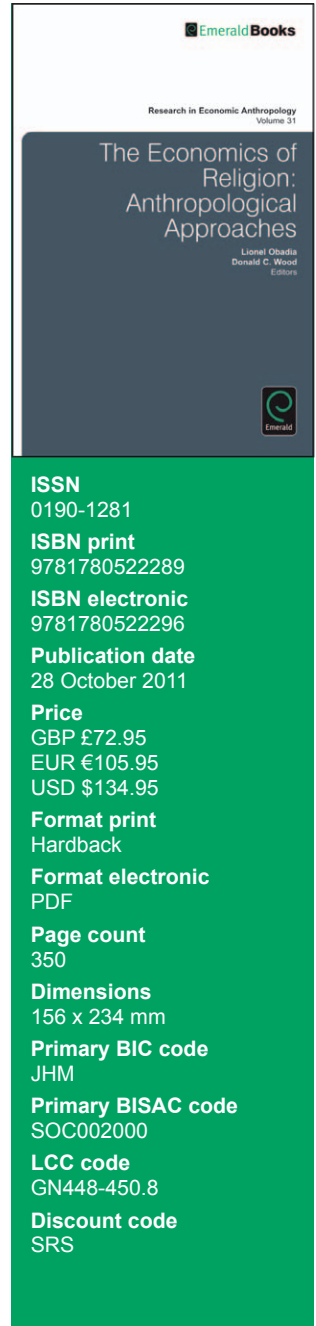 Emerald Books
Research in Economic Anthropology
Volume 31
The Economics of
Religion:
Anthropological
Approaches
Lionel Obadia
Donald C. Wood
Editors
Emerald
ISSN
0190-1281
ISBN print
9781780522289
ISBN electronic
9781780522296
Publication date
28 October 2011
Price
GBP £72.95
EUR €105.95
USD $134.95
Format print
Hardback
Format electronic
PDF
Page count
350
Dimensions
156 x 234 mm
Primary BIC code
JHM
Primary BISAC code
SOC002000
LCC code
GN448-450.8
Discount code
SRS